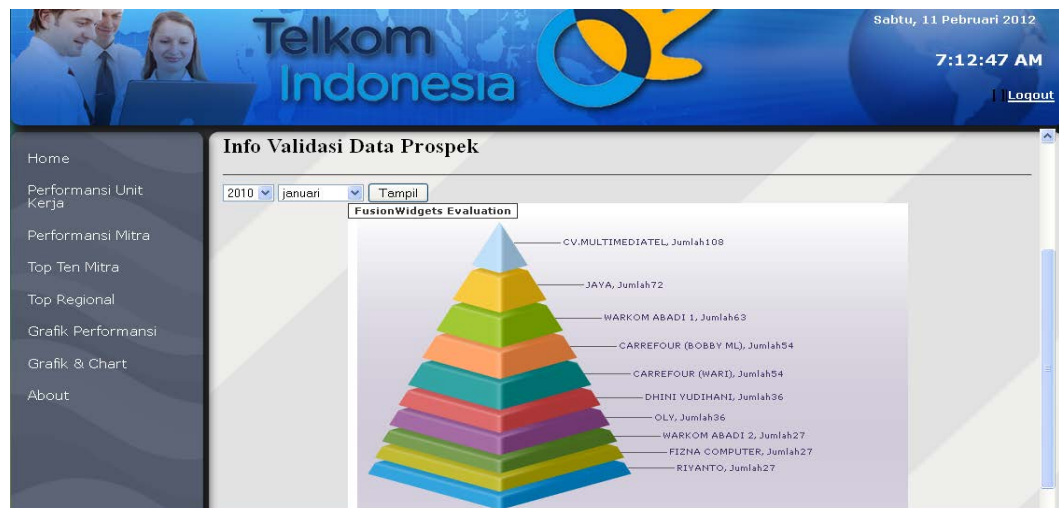 Telkom
Indonesia
Sabtu, 11 Pebruari 2012
7:12:47 AM
[ ]Logout
Home
Performansi Unit
Kerja
Performansi Mitra
Top Ten Mitra
Top Regional
Grafik Performansi
Grafik & Chart
About
Info Validasi Data Prospek
2010 januari Tampil
FusionWidgets Evaluation
CV.MULTIMEDIATEL, Jumlah108
JAYA, Jumlah72
WARKOM ABADI 1, Jumlah63
CARREFOUR (BOBBY ML), Jumlah54
CARREFOUR (WARI), Jumlah54
DHINI YUDIHANI, Jumlah36
OLY, Jumlah36
WARKOM ABADI 2, Jumlah27
FIZNA COMPUTER, Jumlah27
RIYANTO, Jumlah27